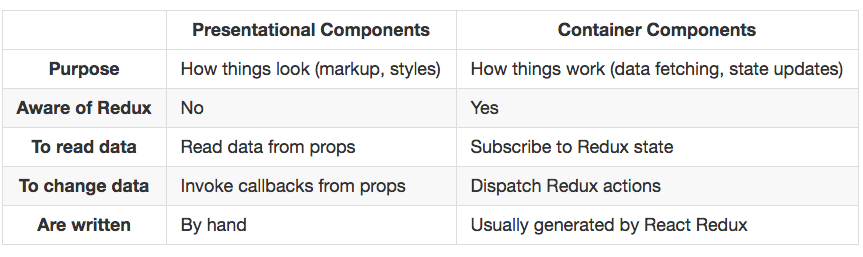 Presentational Components Container Components
Purpose How things look (markup, styles) How things work (data fetching, state updates)
Aware of Redux No Yes
To read data Read data from props Subscribe to Redux state
To change data Invoke callbacks from props Dispatch Redux actions
Are written By hand Usually generated by React Redux